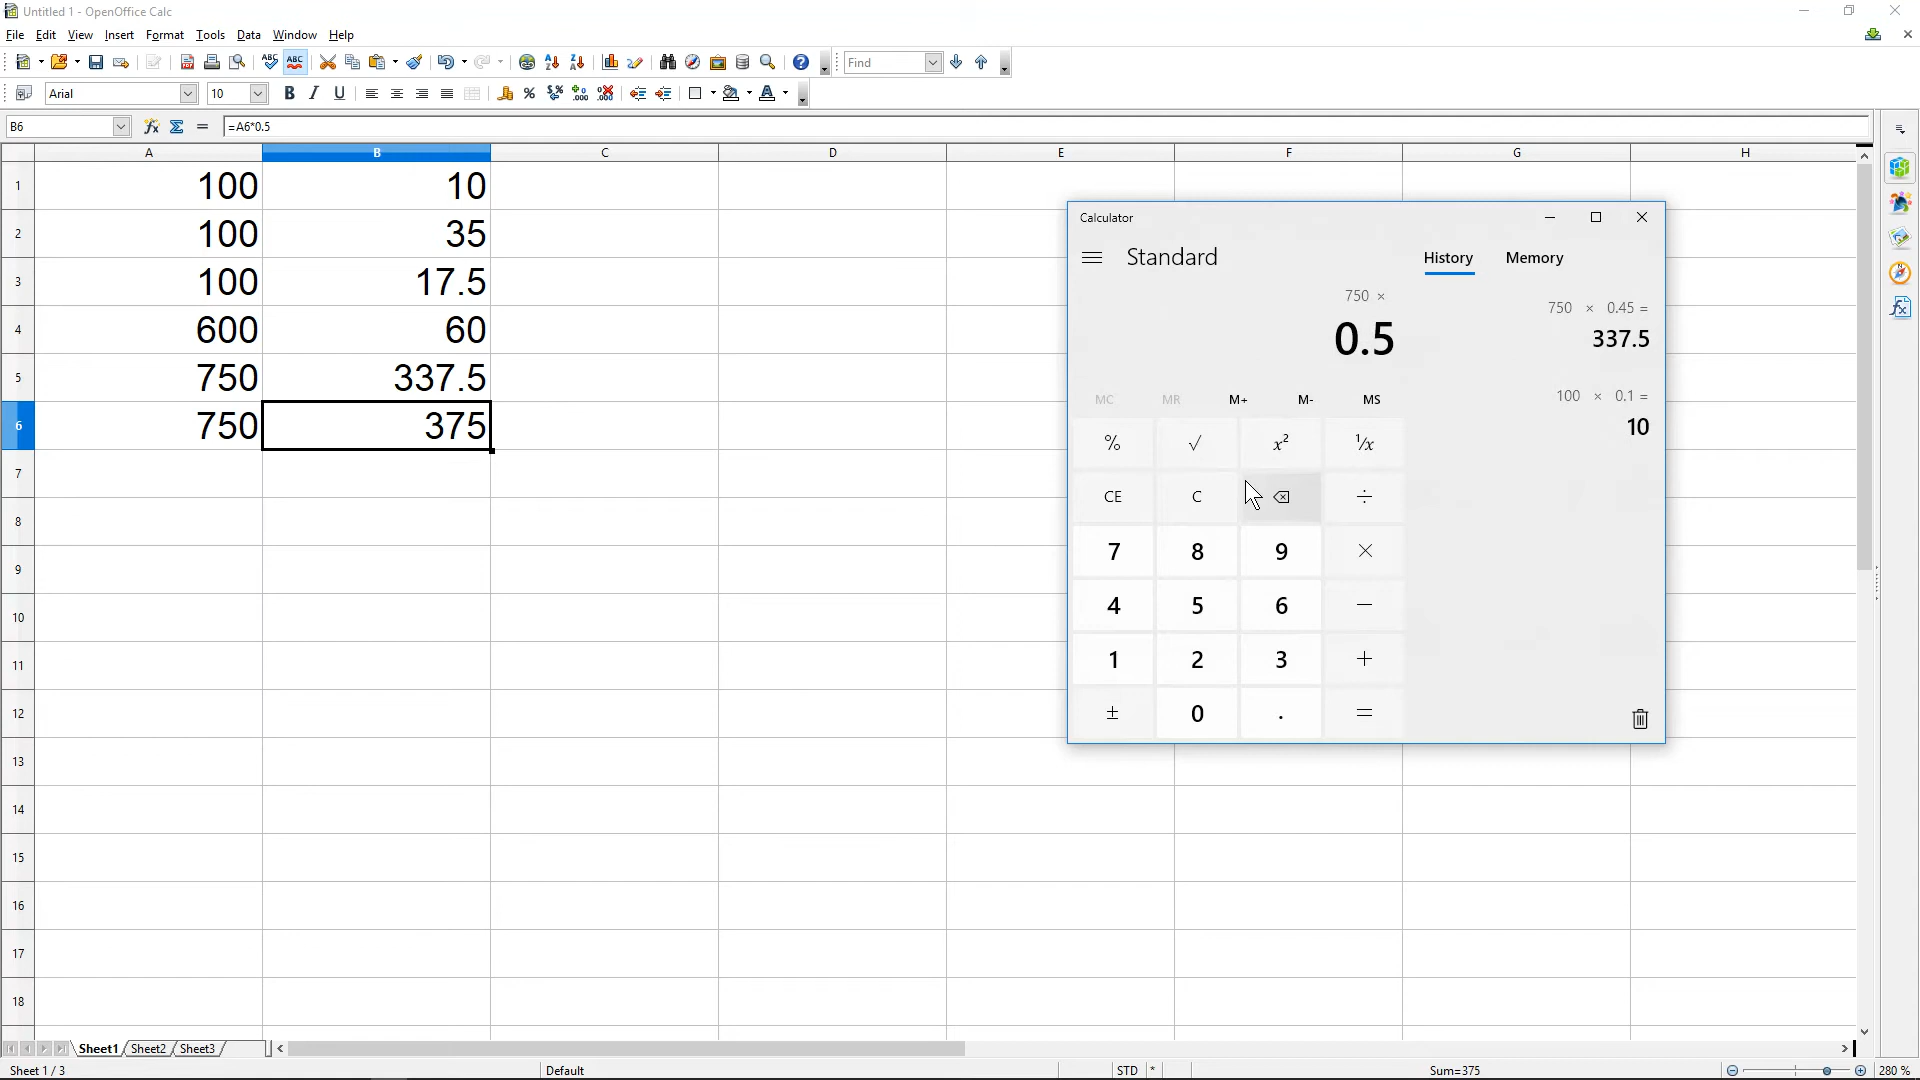 Untitled 1 - OpenOffice Calc
File Edit View Insert Format Tools Data Window Help
ABC ABC Find
Arial 10 B I U
B6 =A6*0.5
A B C D E F G H
1 100 10
2 100 35
3 100 17.5
4 600 60
5 750 337.5
6 750 375
7
8
9
10
11
12
13
14
15
16
17
18
Calculator
Standard
History Memory
750 ×
0.5
750 × 0.45 =
337.5
100 × 0.1 =
10
MC MR M+ M- MS
% √ x² ¹/x
CE C ÷
7 8 9 ×
4 5 6 −
1 2 3 +
± 0 . =
Sheet1 Sheet2 Sheet3
Sheet 1 / 3 Default STD * Sum=375 280 %